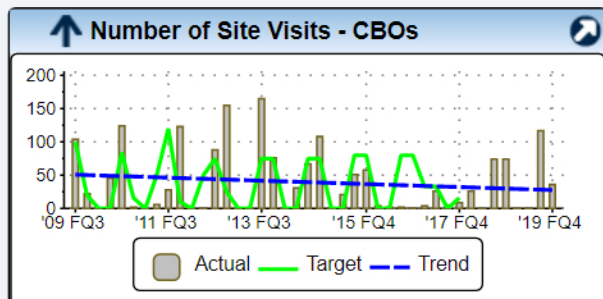 Number of Site Visits - CBOs
200
150
100
50
0
'09 FQ3 '11 FQ3 '13 FQ3 '15 FQ4 '17 FQ4 '19 FQ4
Actual Target Trend